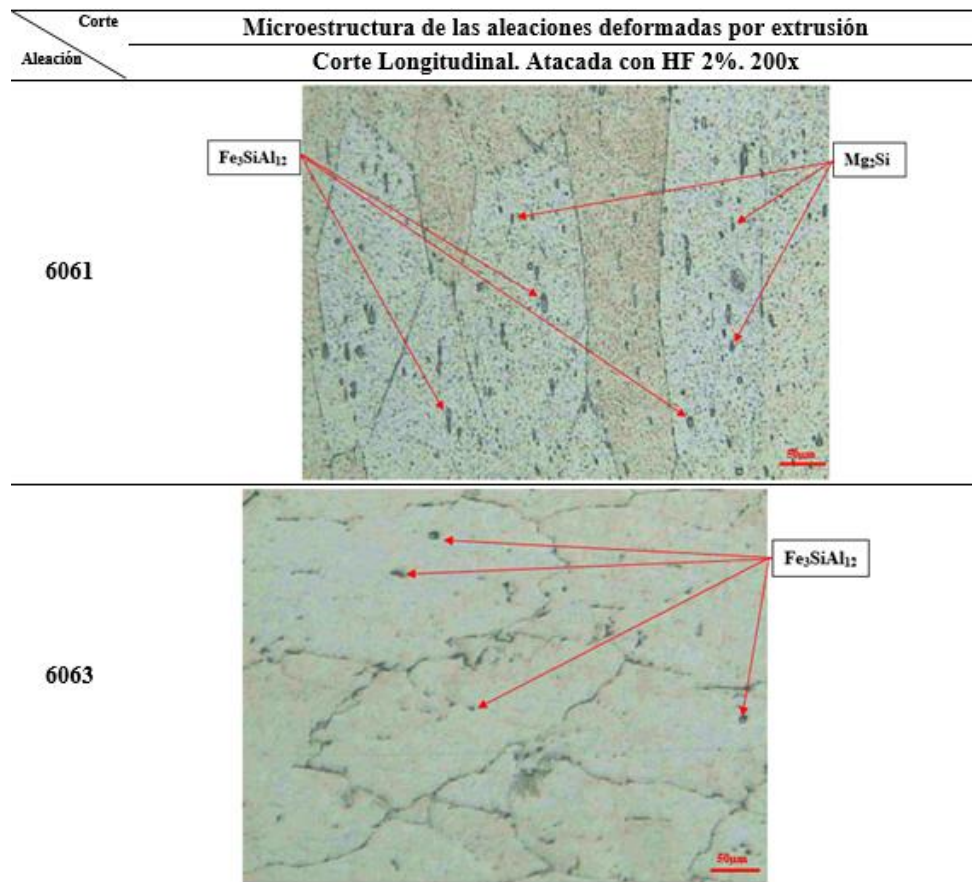 Corte
Aleación
Microestructura de las aleaciones deformadas por extrusión
Corte Longitudinal. Atacada con HF 2%. 200x
Fe₃SiAl₁₂
Mg₂Si
6061
50µm
Fe₃SiAl₁₂
6063
50µm